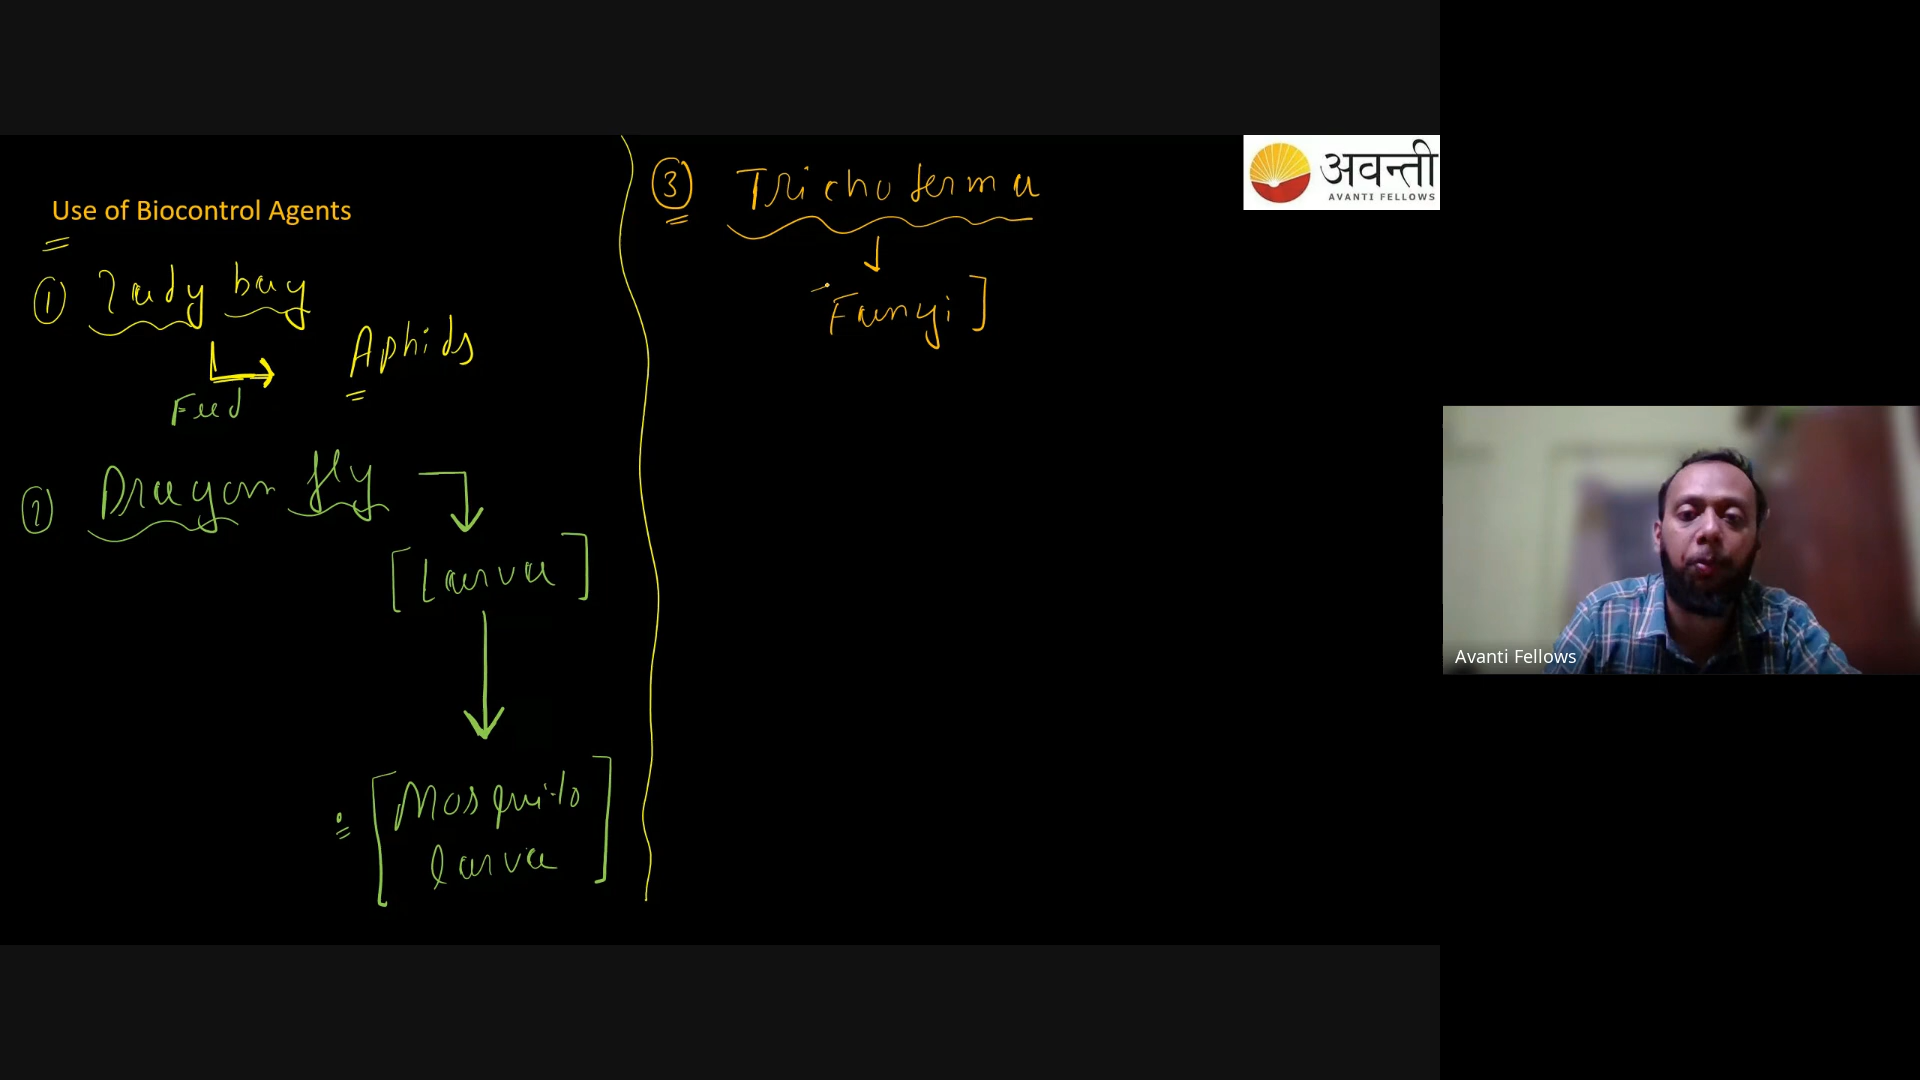 Use of Biocontrol Agents
① Lady bug
Aphids
Feed
② Dragon fly
[Larva]
[Mosquito
larva]
③ Trichoderma
Fungi]
अवन्ती
AVANTI FELLOWS
Avanti Fellows